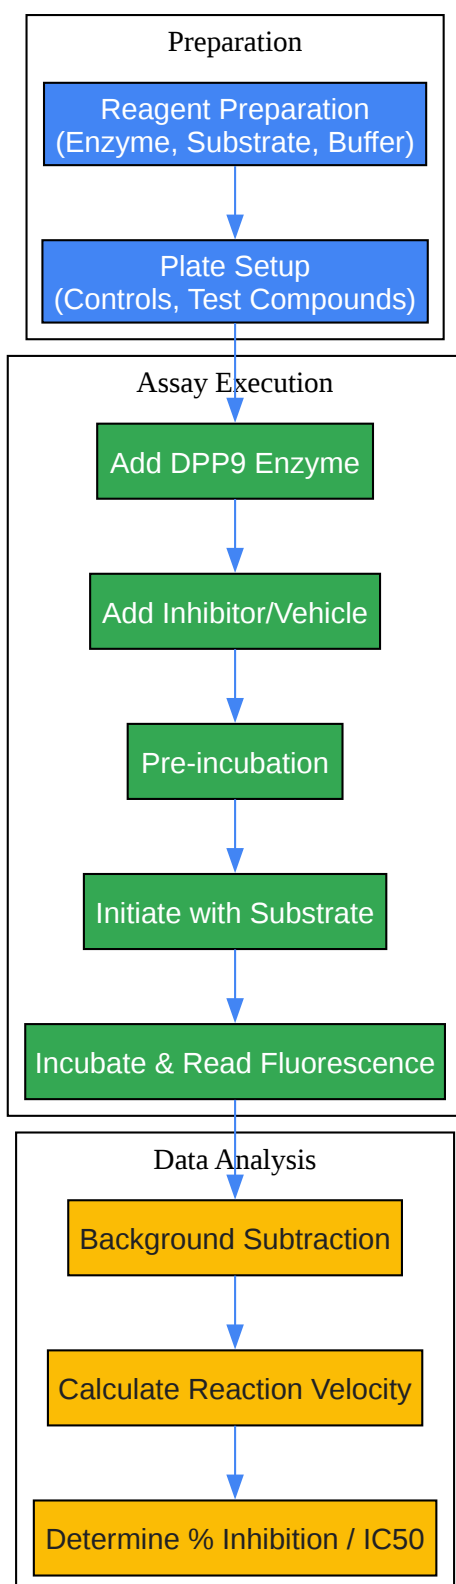 Preparation
Reagent Preparation
(Enzyme, Substrate, Buffer)
Plate Setup
(Controls, Test Compounds)
Assay Execution
Add DPP9 Enzyme
Add Inhibitor/Vehicle
Pre-incubation
Initiate with Substrate
Incubate & Read Fluorescence
Data Analysis
Background Subtraction
Calculate Reaction Velocity
Determine % Inhibition / IC50